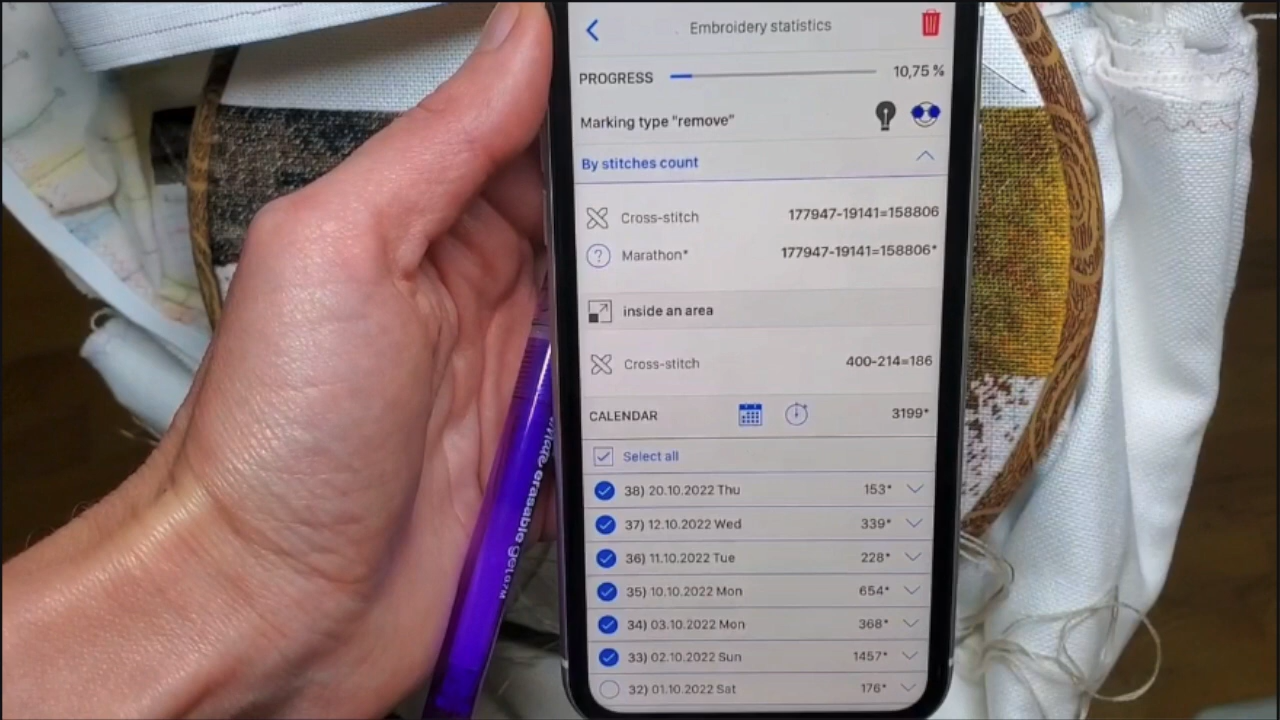 Embroidery statistics
PROGRESS 10,75 %
Marking type "remove"
By stitches count
Cross-stitch 177947-19141=158806
? Marathon* 177947-19141=158806*
inside an area
Cross-stitch 400-214=186
CALENDAR 3199*
Select all
38) 20.10.2022 Thu 153*
37) 12.10.2022 Wed 339*
36) 11.10.2022 Tue 228*
35) 10.10.2022 Mon 654*
34) 03.10.2022 Mon 368*
33) 02.10.2022 Sun 1457*
32) 01.10.2022 Sat 176*
erasable gel